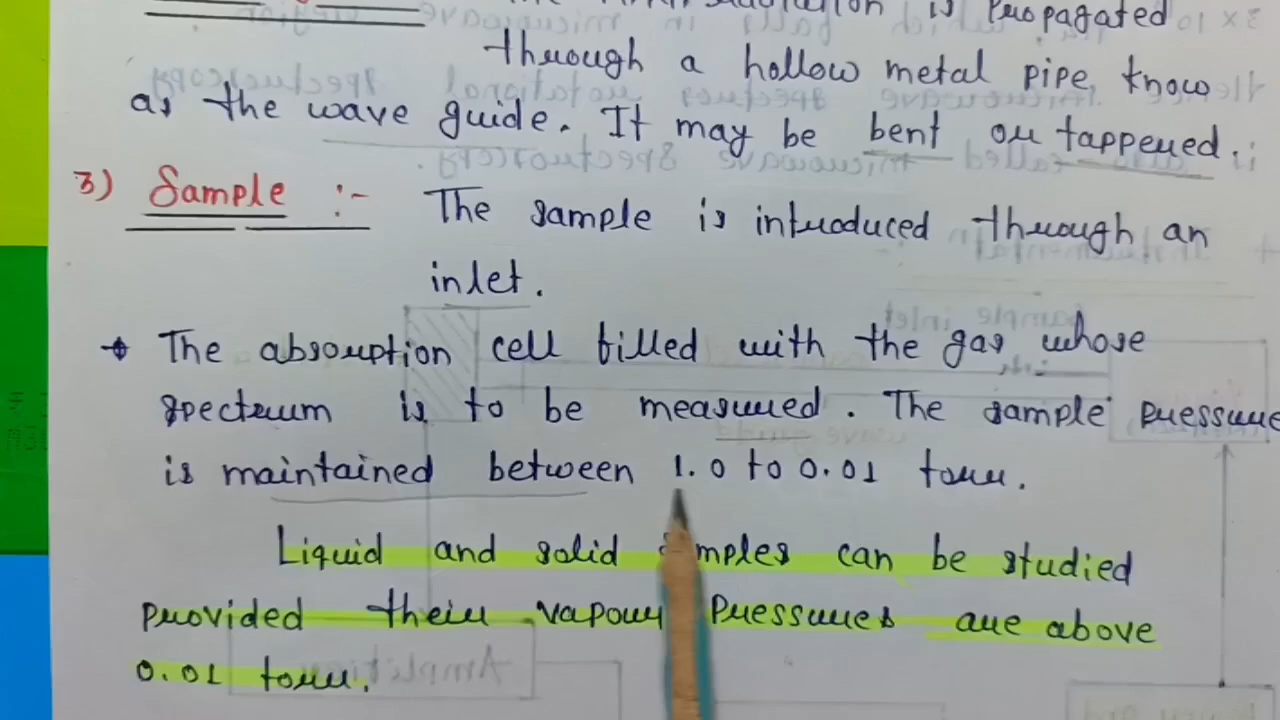 is propagated
through a hollow metal pipe, know
as the wave guide. It may be bent or tappered.
3) Sample :- The sample is introduced through an
inlet.
The absorption cell filled with the gas whose
spectrum is to be measured. The sample pressure
is maintained between 1.0 to 0.01 torr.
Liquid and solid samples can be studied
provided their vapour pressures are above
0.01 torr.